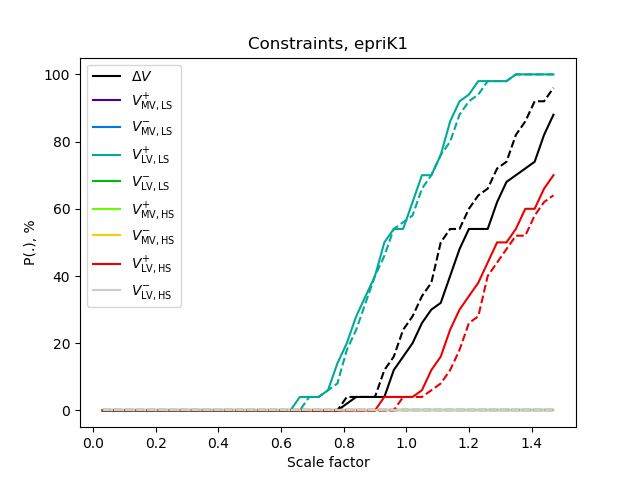 Constraints, epriK1
P(.), %
100
80
60
40
20
0
ΔV
V⁺MV, LS
V⁻MV, LS
V⁺LV, LS
V⁻LV, LS
V⁺MV, HS
V⁻MV, HS
V⁺LV, HS
V⁻LV, HS
0.0 0.2 0.4 0.6 0.8 1.0 1.2 1.4
Scale factor